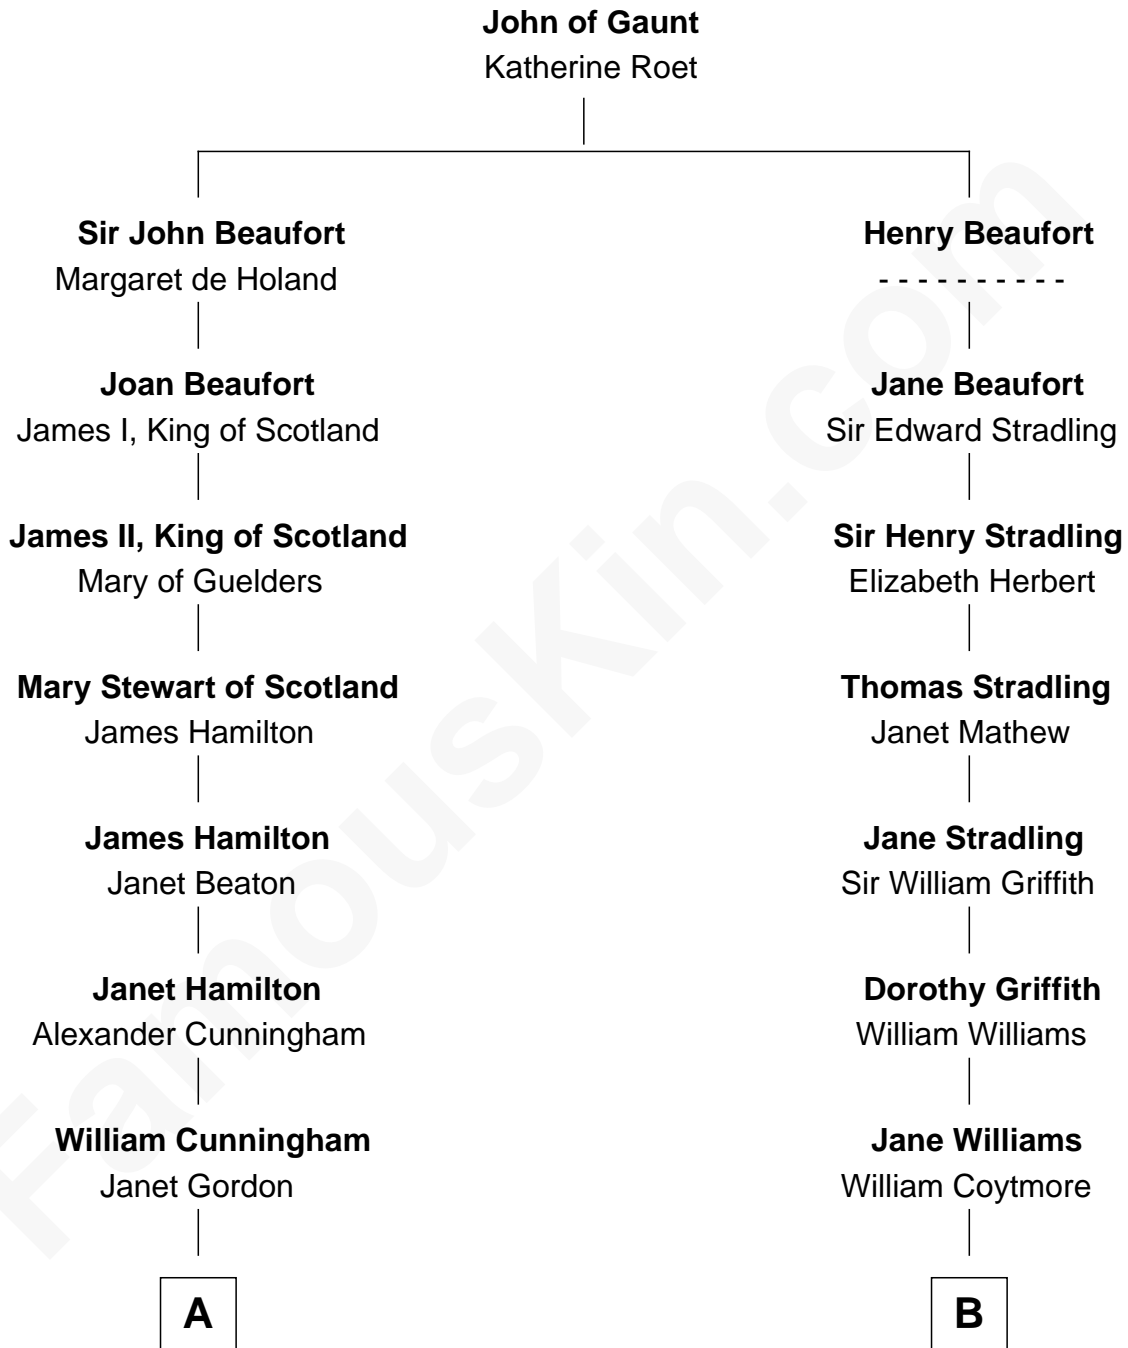 John of Gaunt
Katherine Roet
Sir John Beaufort
Margaret de Holand
Joan Beaufort
James I, King of Scotland
James II, King of Scotland
Mary of Guelders
Mary Stewart of Scotland
James Hamilton
James Hamilton
Janet Beaton
Janet Hamilton
Alexander Cunningham
William Cunningham
Janet Gordon
A
Henry Beaufort
- - - - - - - - - -
Jane Beaufort
Sir Edward Stradling
Sir Henry Stradling
Elizabeth Herbert
Thomas Stradling
Janet Mathew
Jane Stradling
Sir William Griffith
Dorothy Griffith
William Williams
Jane Williams
William Coytmore
B
FamousKin.com